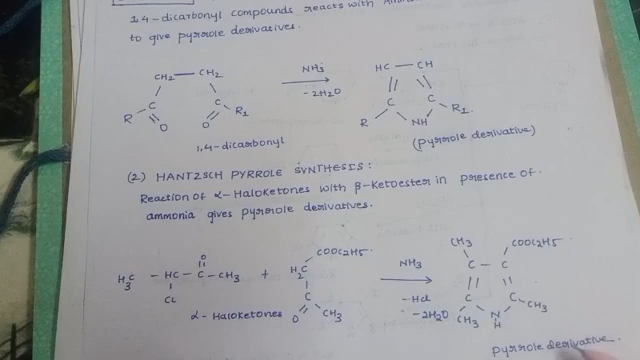 1,4-dicarbonyl compounds reacts with
to give pyrrole derivatives.
CH2 — CH2
NH3
- 2H2O
HC — CH
C C
R O O R1
R C C R1
NH
1,4-dicarbonyl
(pyrrole derivative)
(2) HANTZSCH PYRROLE SYNTHESIS:
Reaction of α-Haloketones with β-Ketoester in presence of
ammonia gives pyrrole derivatives.
O
H3C - HC - C - CH3
Cl
+
COOC2H5.
H2C
C
O CH3
NH3
-HCl
-2H2O
CH3 COOC2H5.
C - C
C C
CH3 N CH3
H
α-Haloketones
pyrrole derivative.